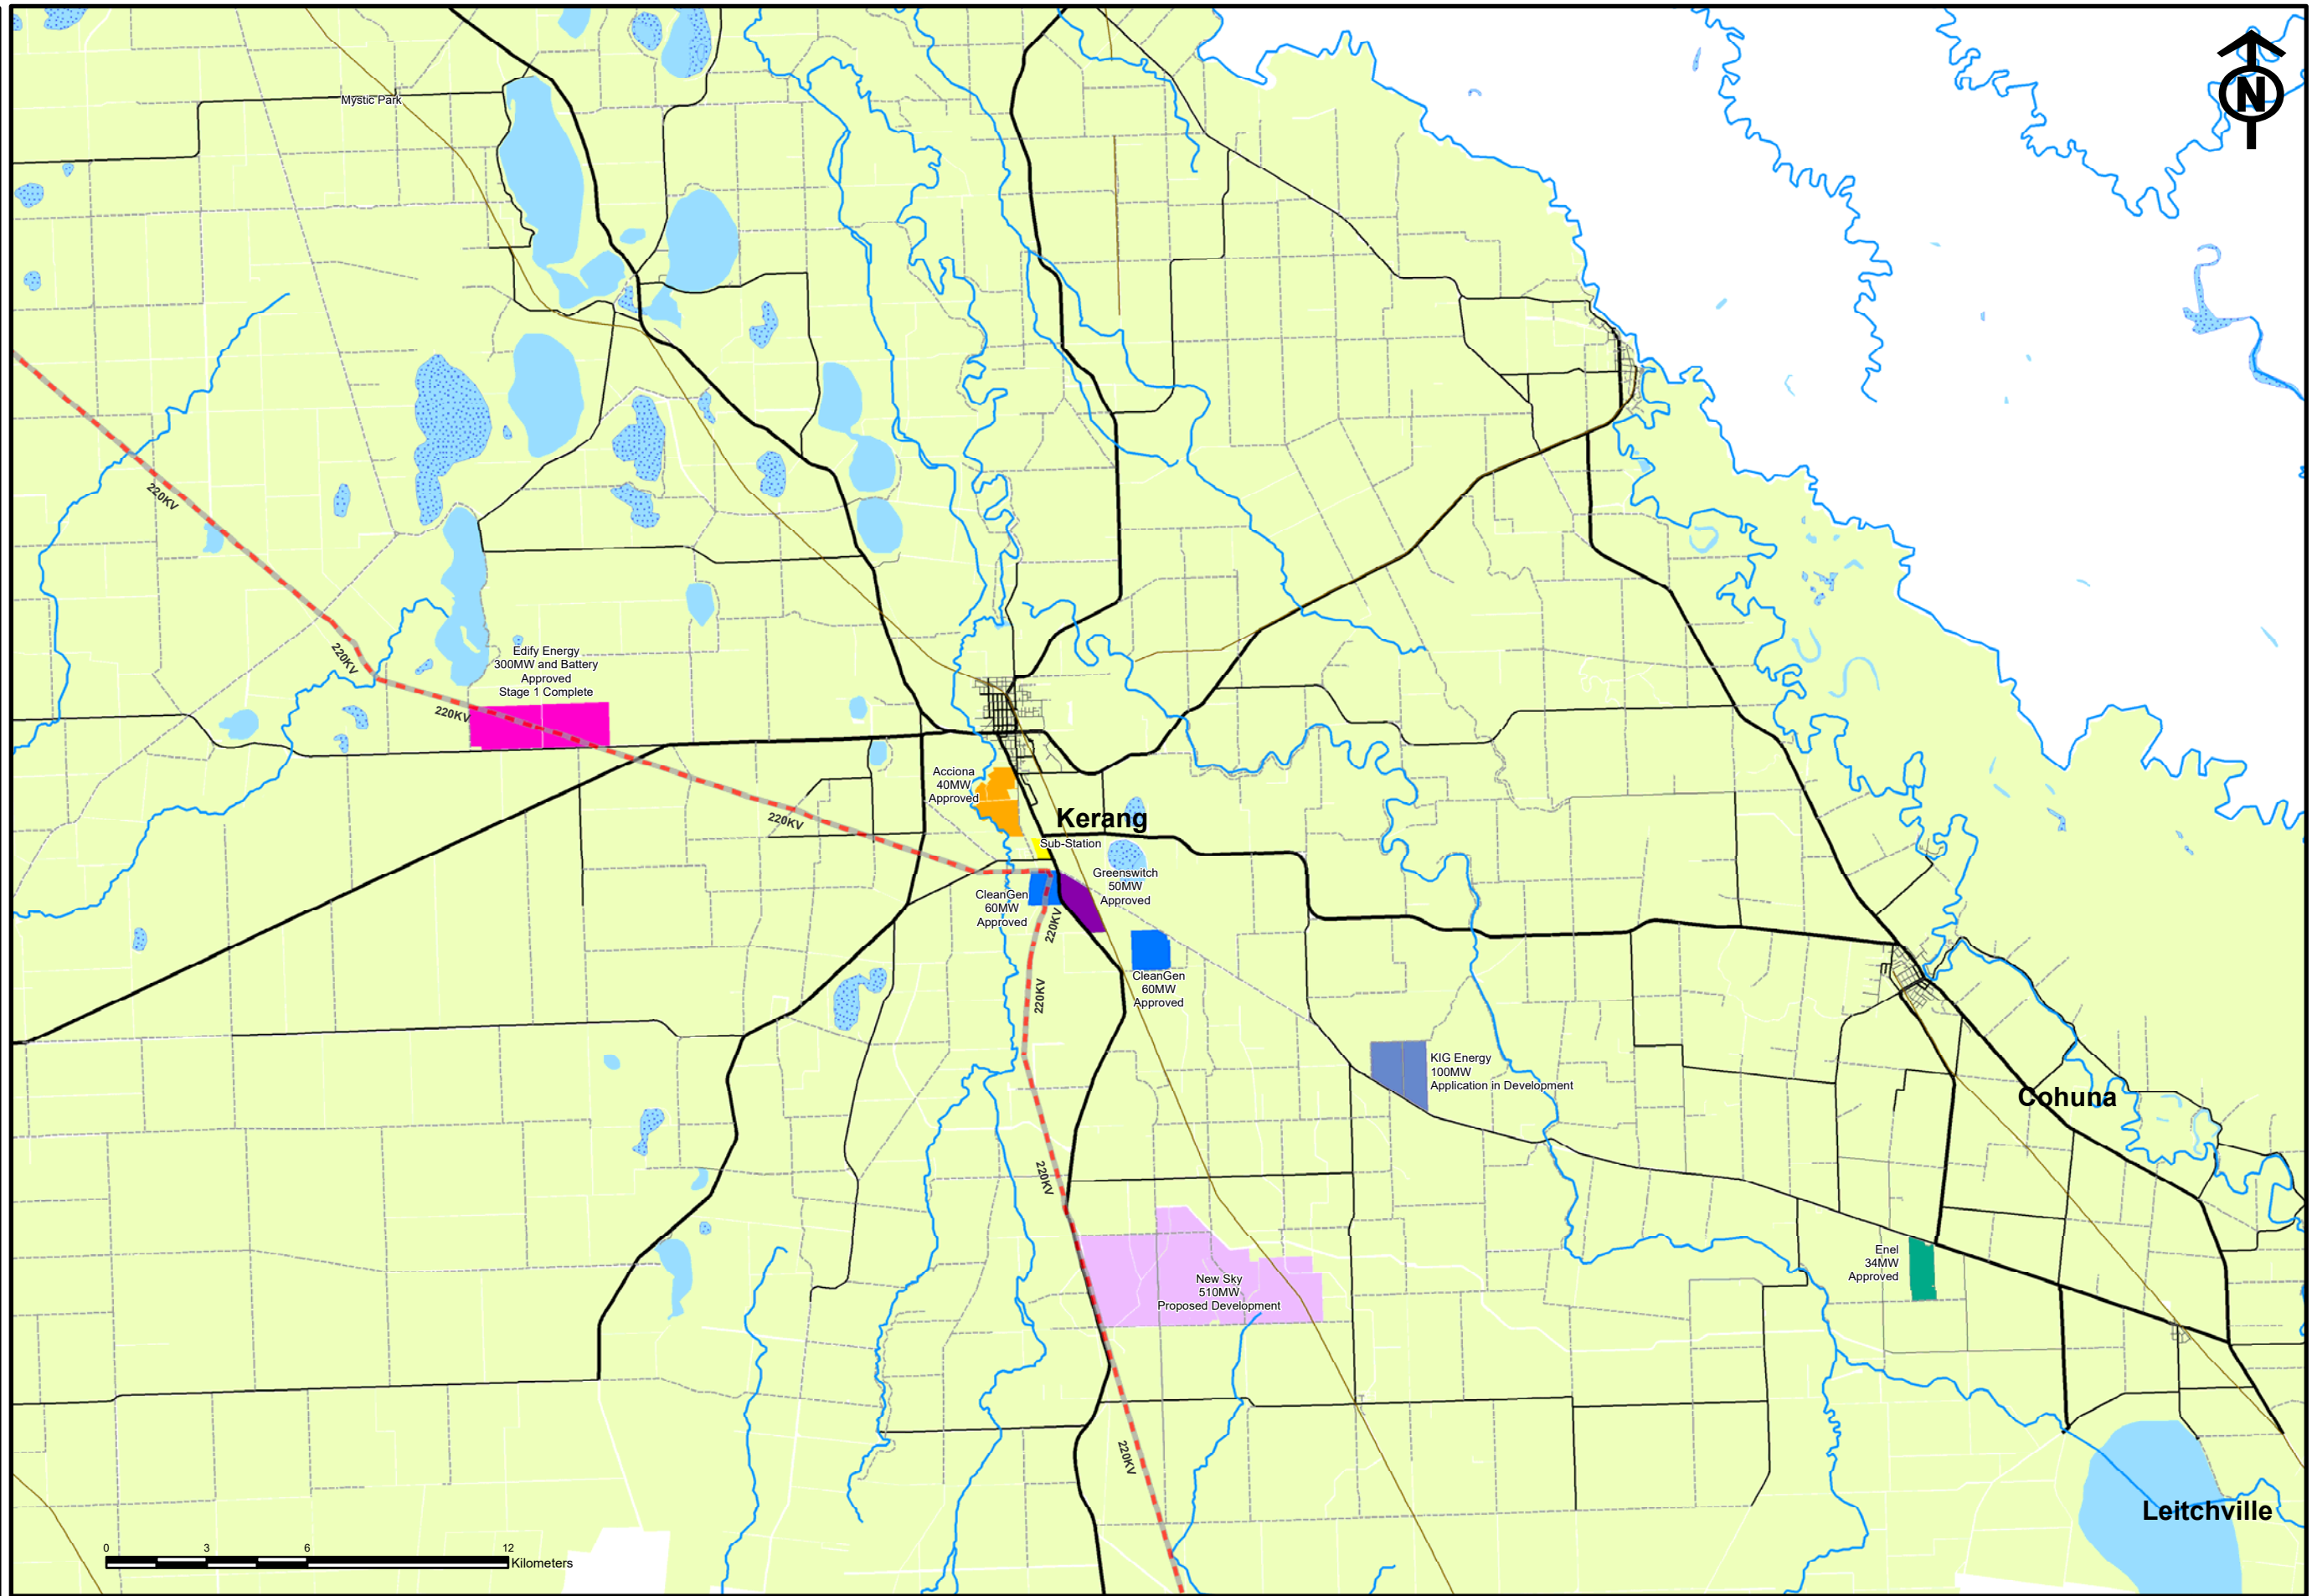 N
Mystic Park
220KV
220KV
Edify Energy
300MW and Battery
Approved
Stage 1 Complete
220KV
Acciona
40MW
Approved
220KV
Kerang
Sub-Station
Greenswitch
50MW
Approved
CleanGen
60MW
Approved
220KV
CleanGen
60MW
Approved
220KV
KIG Energy
100MW
Application in Development
Cohuna
220KV
Enel
34MW
Approved
New Sky
510MW
Proposed Development
220KV
Leitchville
0 3 6 12
Kilometers